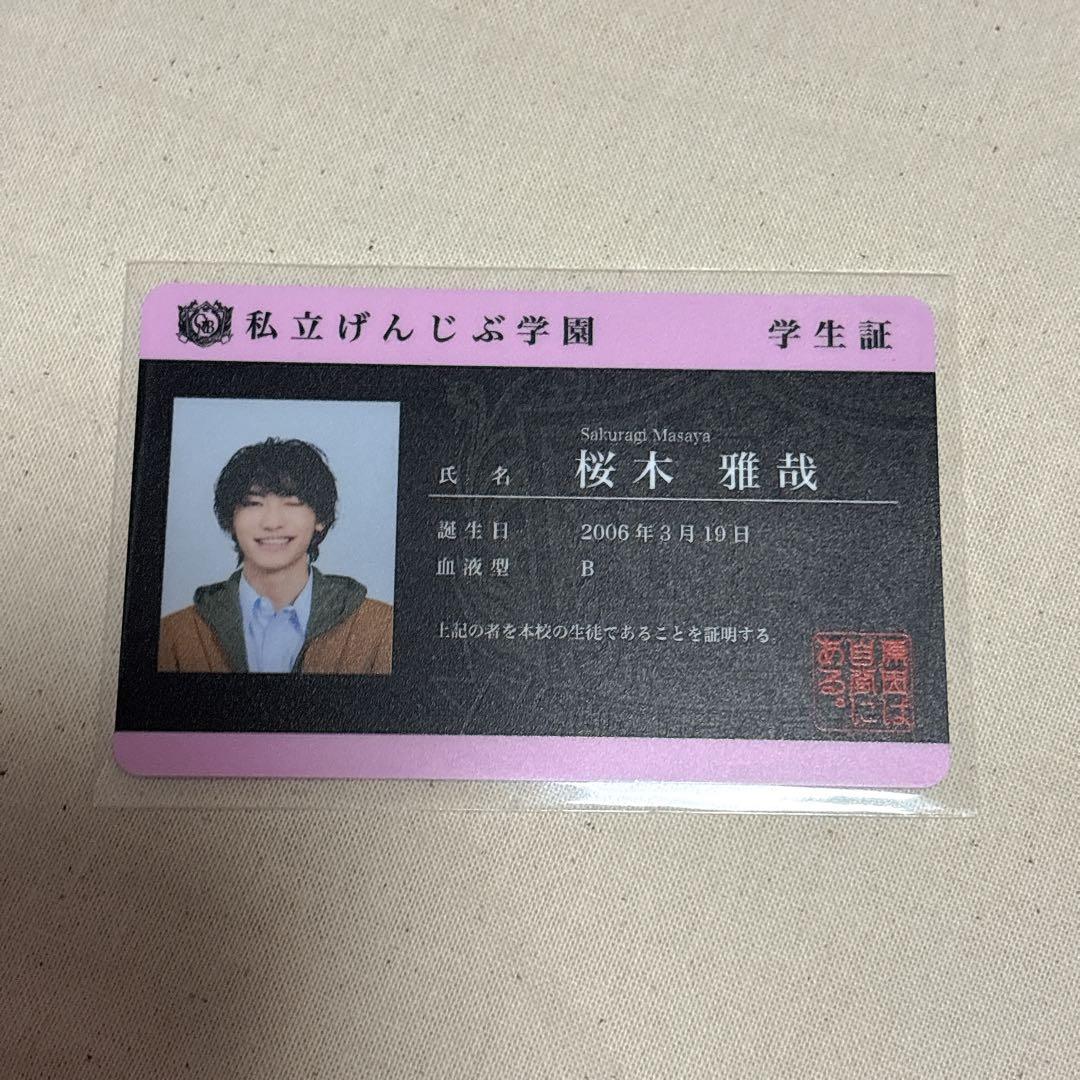 私立げんじぶ学園 学生証
Sakuragi Masaya
氏名 桜木 雅哉
誕生日 2006年3月19日
血液型 B
上記の者を本校の生徒であることを証明する。
原因は
自分に
ある。